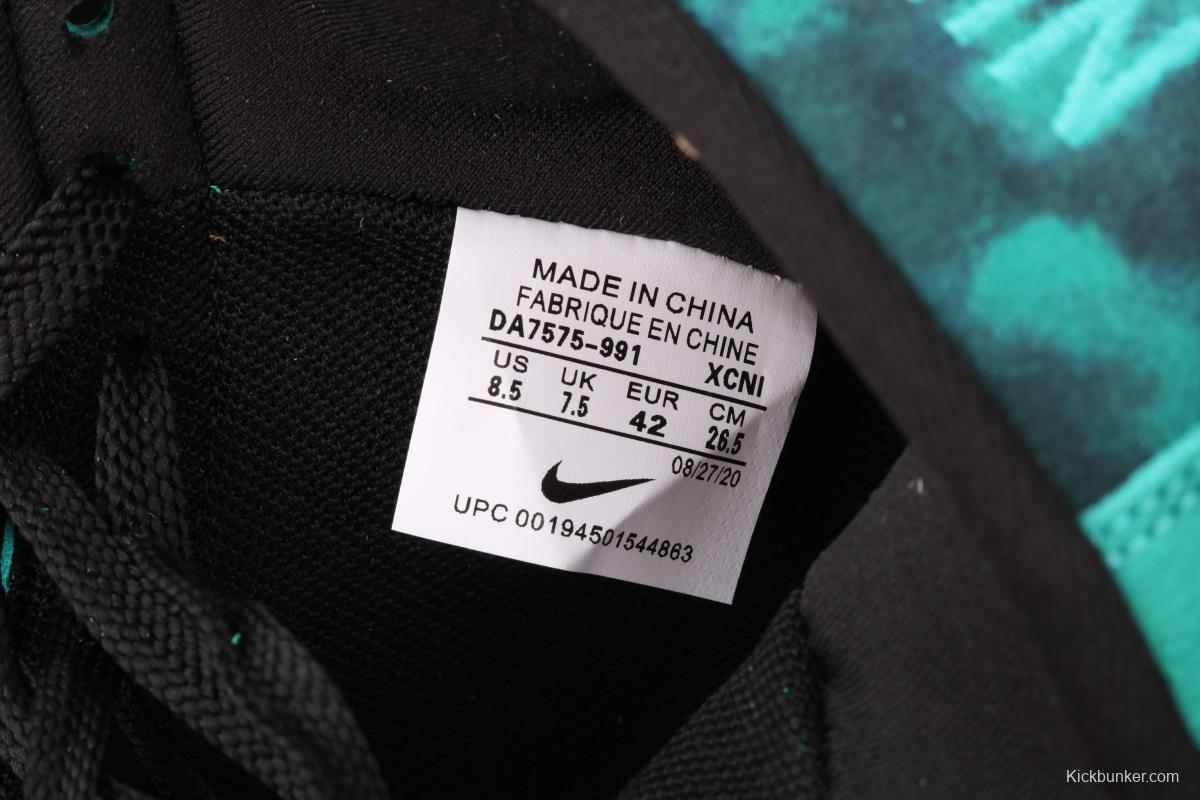 MADE IN CHINA
FABRIQUE EN CHINE
DA7575-991 XCNI
US UK EUR CM
8.5 7.5 42 26.5
08/27/20
UPC 00194501544863
Kickbunker.com